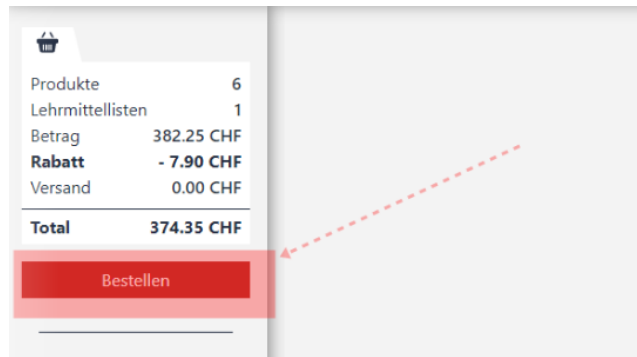 Produkte 6
Lehrmittellisten 1
Betrag 382.25 CHF
Rabatt - 7.90 CHF
Versand 0.00 CHF
Total 374.35 CHF
Bestellen